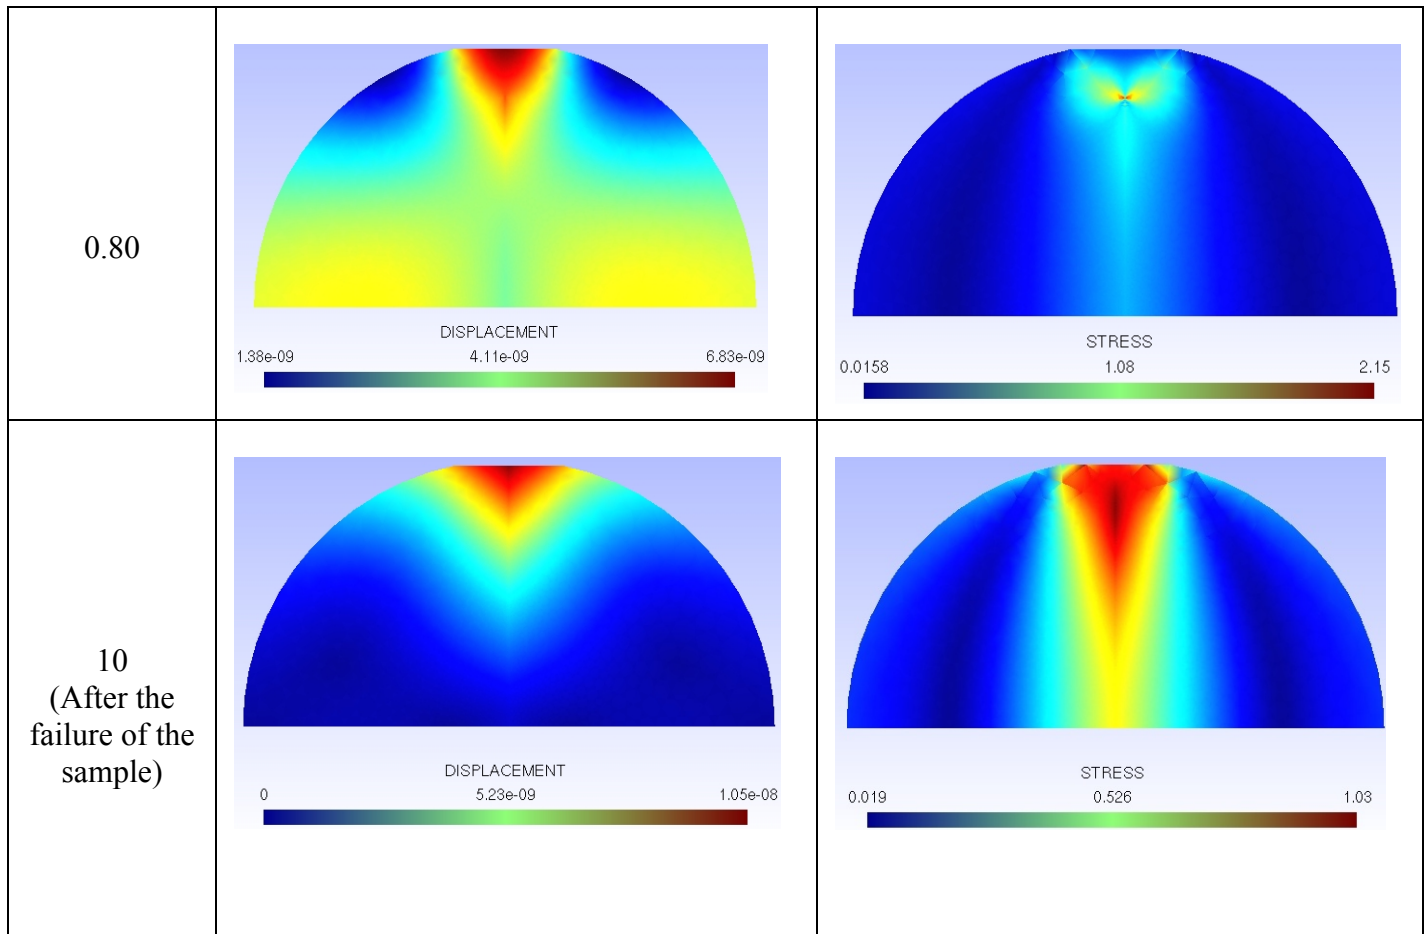 0.80
DISPLACEMENT
1.38e-09 4.11e-09 6.83e-09
STRESS
0.0158 1.08 2.15
10
(After the
failure of the
sample)
DISPLACEMENT
0 5.23e-09 1.05e-08
STRESS
0.019 0.526 1.03